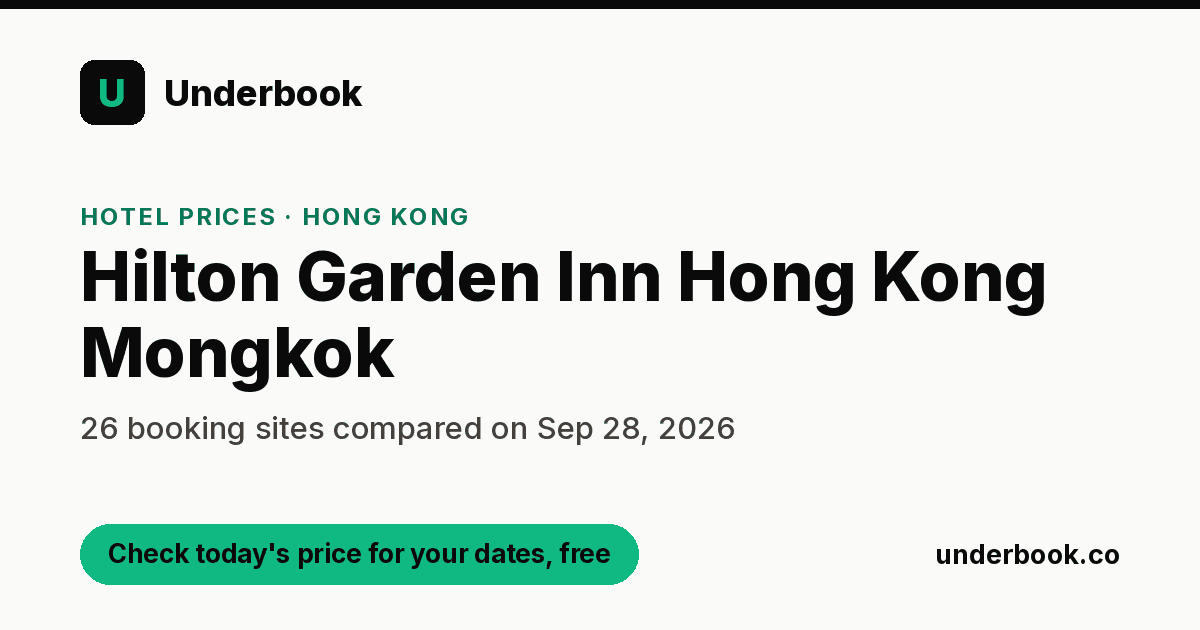 U
Underbook
HOTEL PRICES · HONG KONG
Hilton Garden Inn Hong Kong
Mongkok
26 booking sites compared on Sep 28, 2026
Check today's price for your dates, free
underbook.co